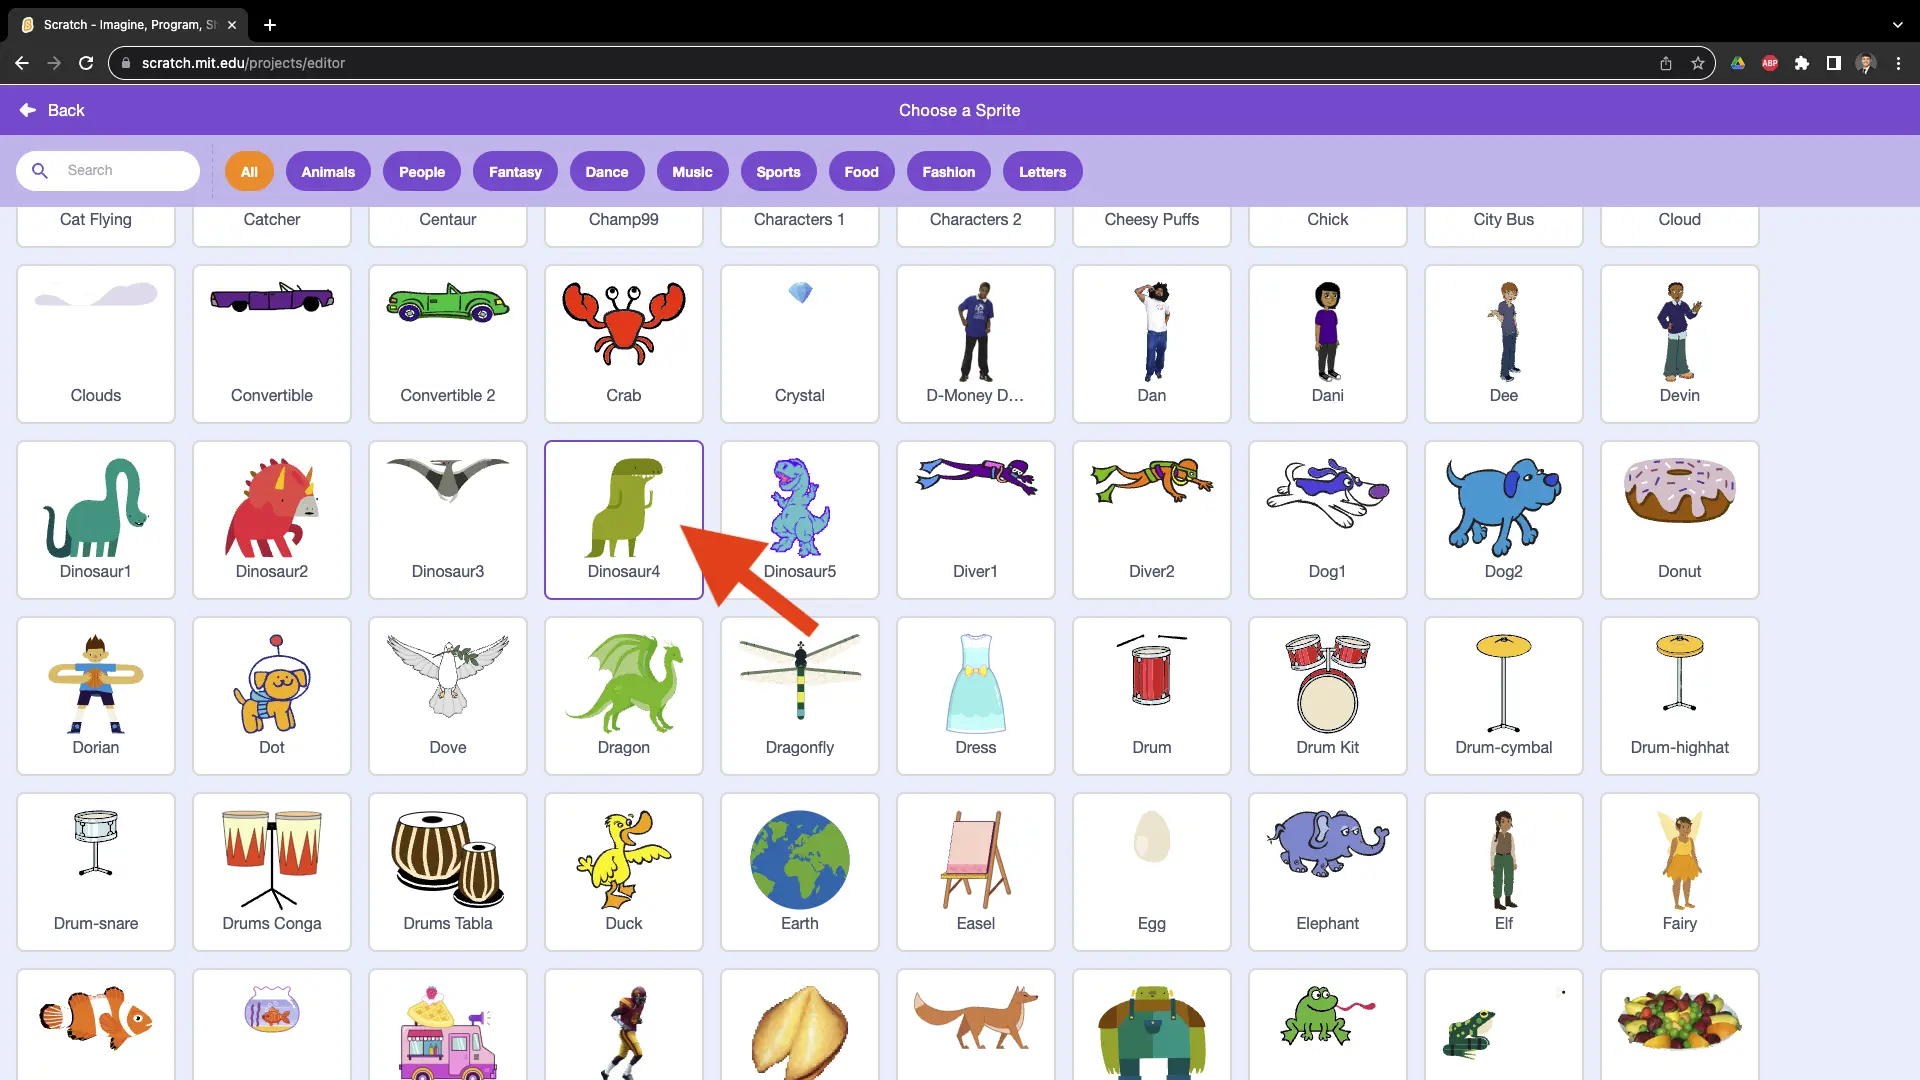 Scratch - Imagine, Program, Sh
scratch.mit.edu/projects/editor
ABP
Back
Choose a Sprite
Search
All
Animals
People
Fantasy
Dance
Music
Sports
Food
Fashion
Letters
Cat Flying
Catcher
Centaur
Champ99
Characters 1
Characters 2
Cheesy Puffs
Chick
City Bus
Cloud
Clouds
Convertible
Convertible 2
Crab
Crystal
D-Money D...
Dan
Dani
Dee
Devin
Dinosaur1
Dinosaur2
Dinosaur3
Dinosaur4
Dinosaur5
Diver1
Diver2
Dog1
Dog2
Donut
Dorian
Dot
Dove
Dragon
Dragonfly
Dress
Drum
Drum Kit
Drum-cymbal
Drum-highhat
Drum-snare
Drums Conga
Drums Tabla
Duck
Earth
Easel
Egg
Elephant
Elf
Fairy